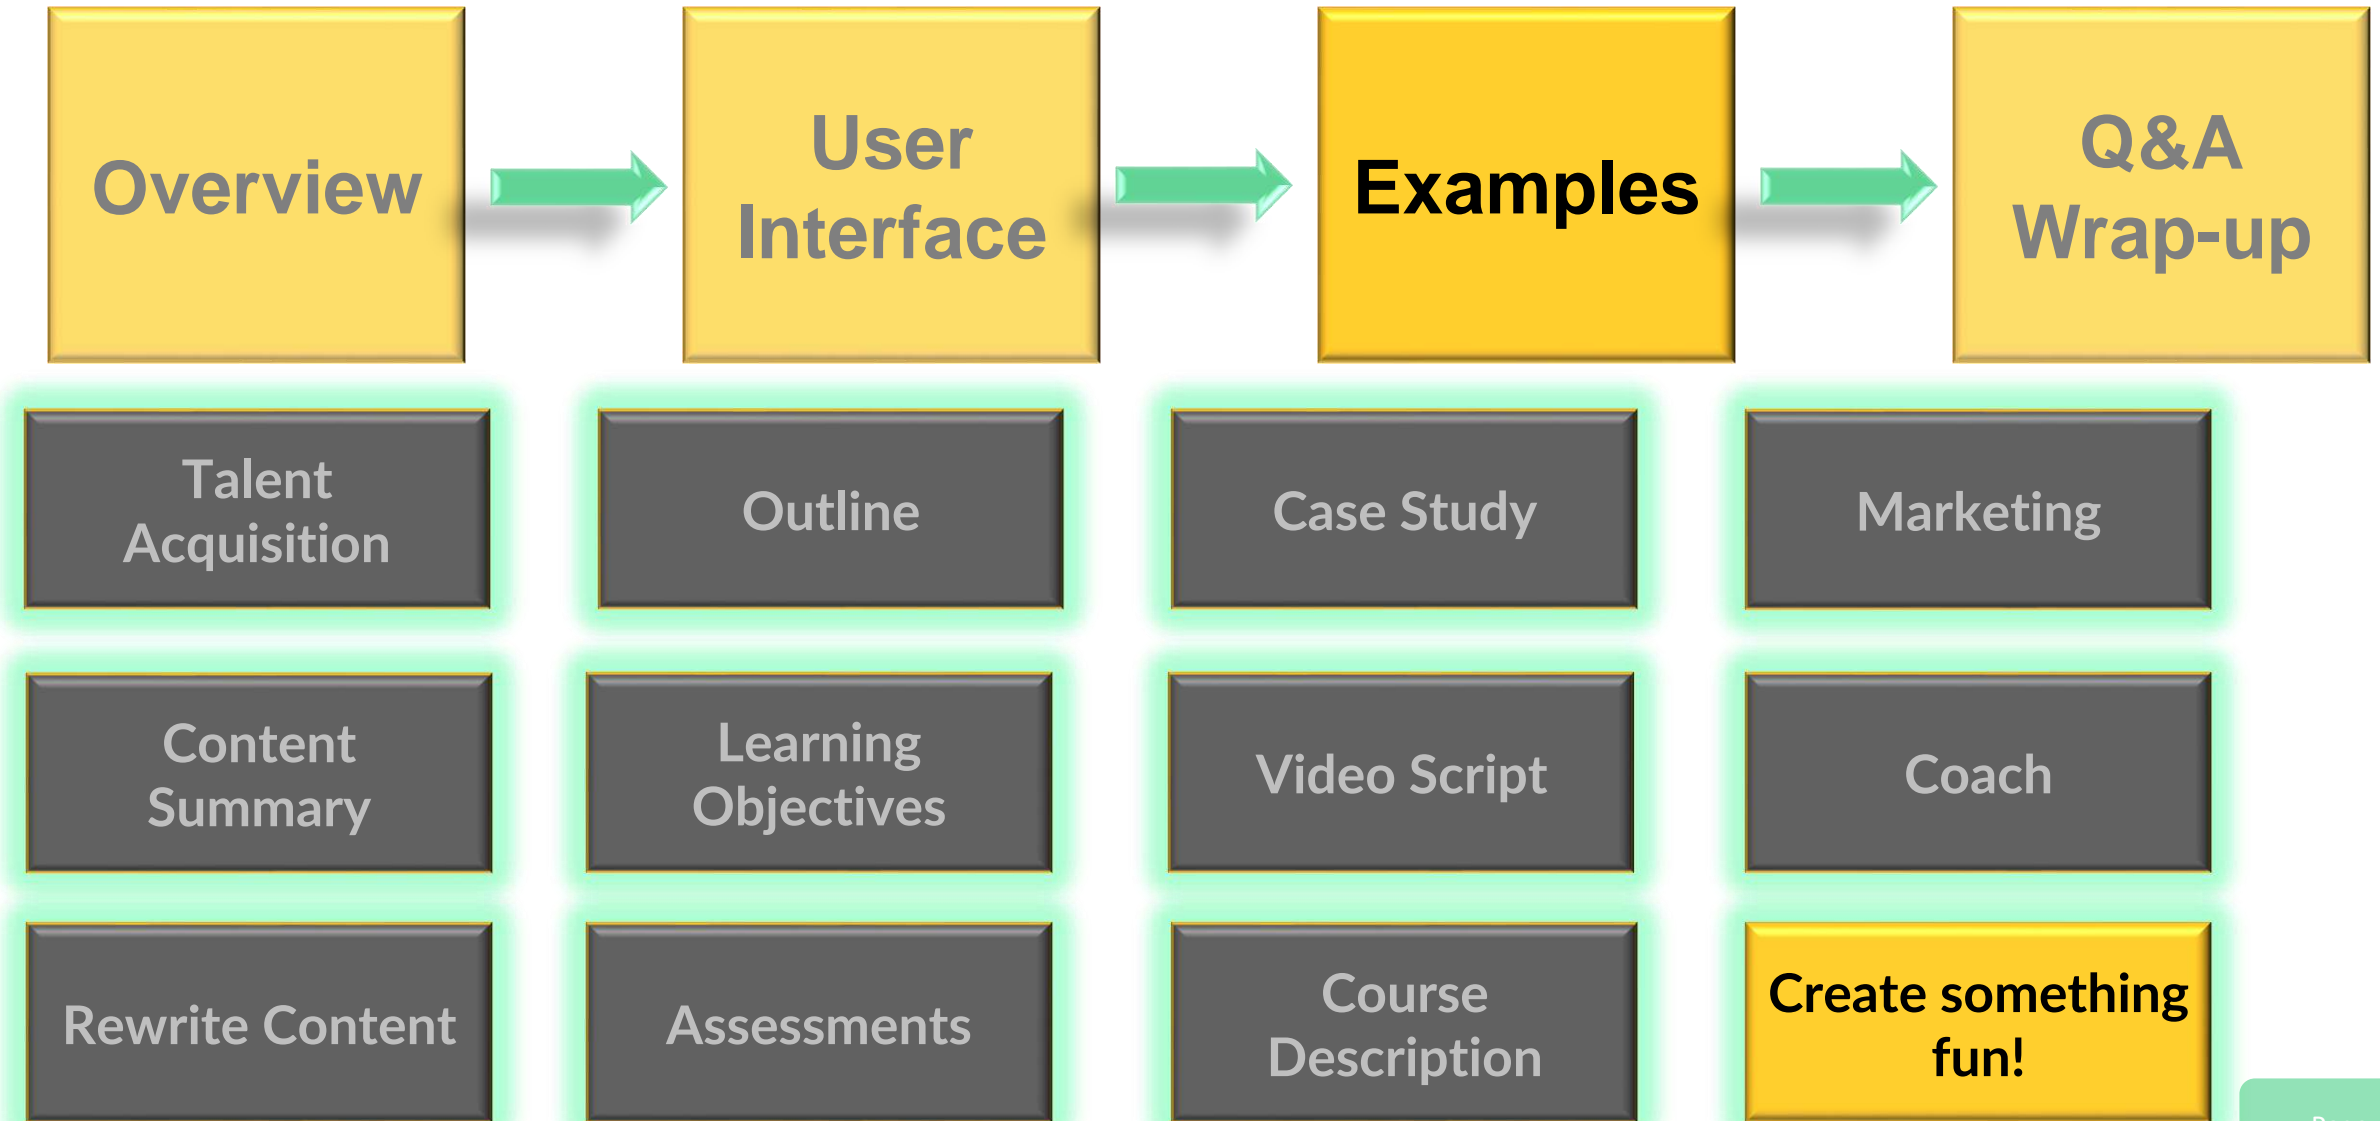 Overview
User
Interface
Examples
Q&A
Wrap-up
Talent
Acquisition
Outline
Case Study
Marketing
Content
Summary
Learning
Objectives
Video Script
Coach
Rewrite Content
Assessments
Course
Description
Create something
fun!